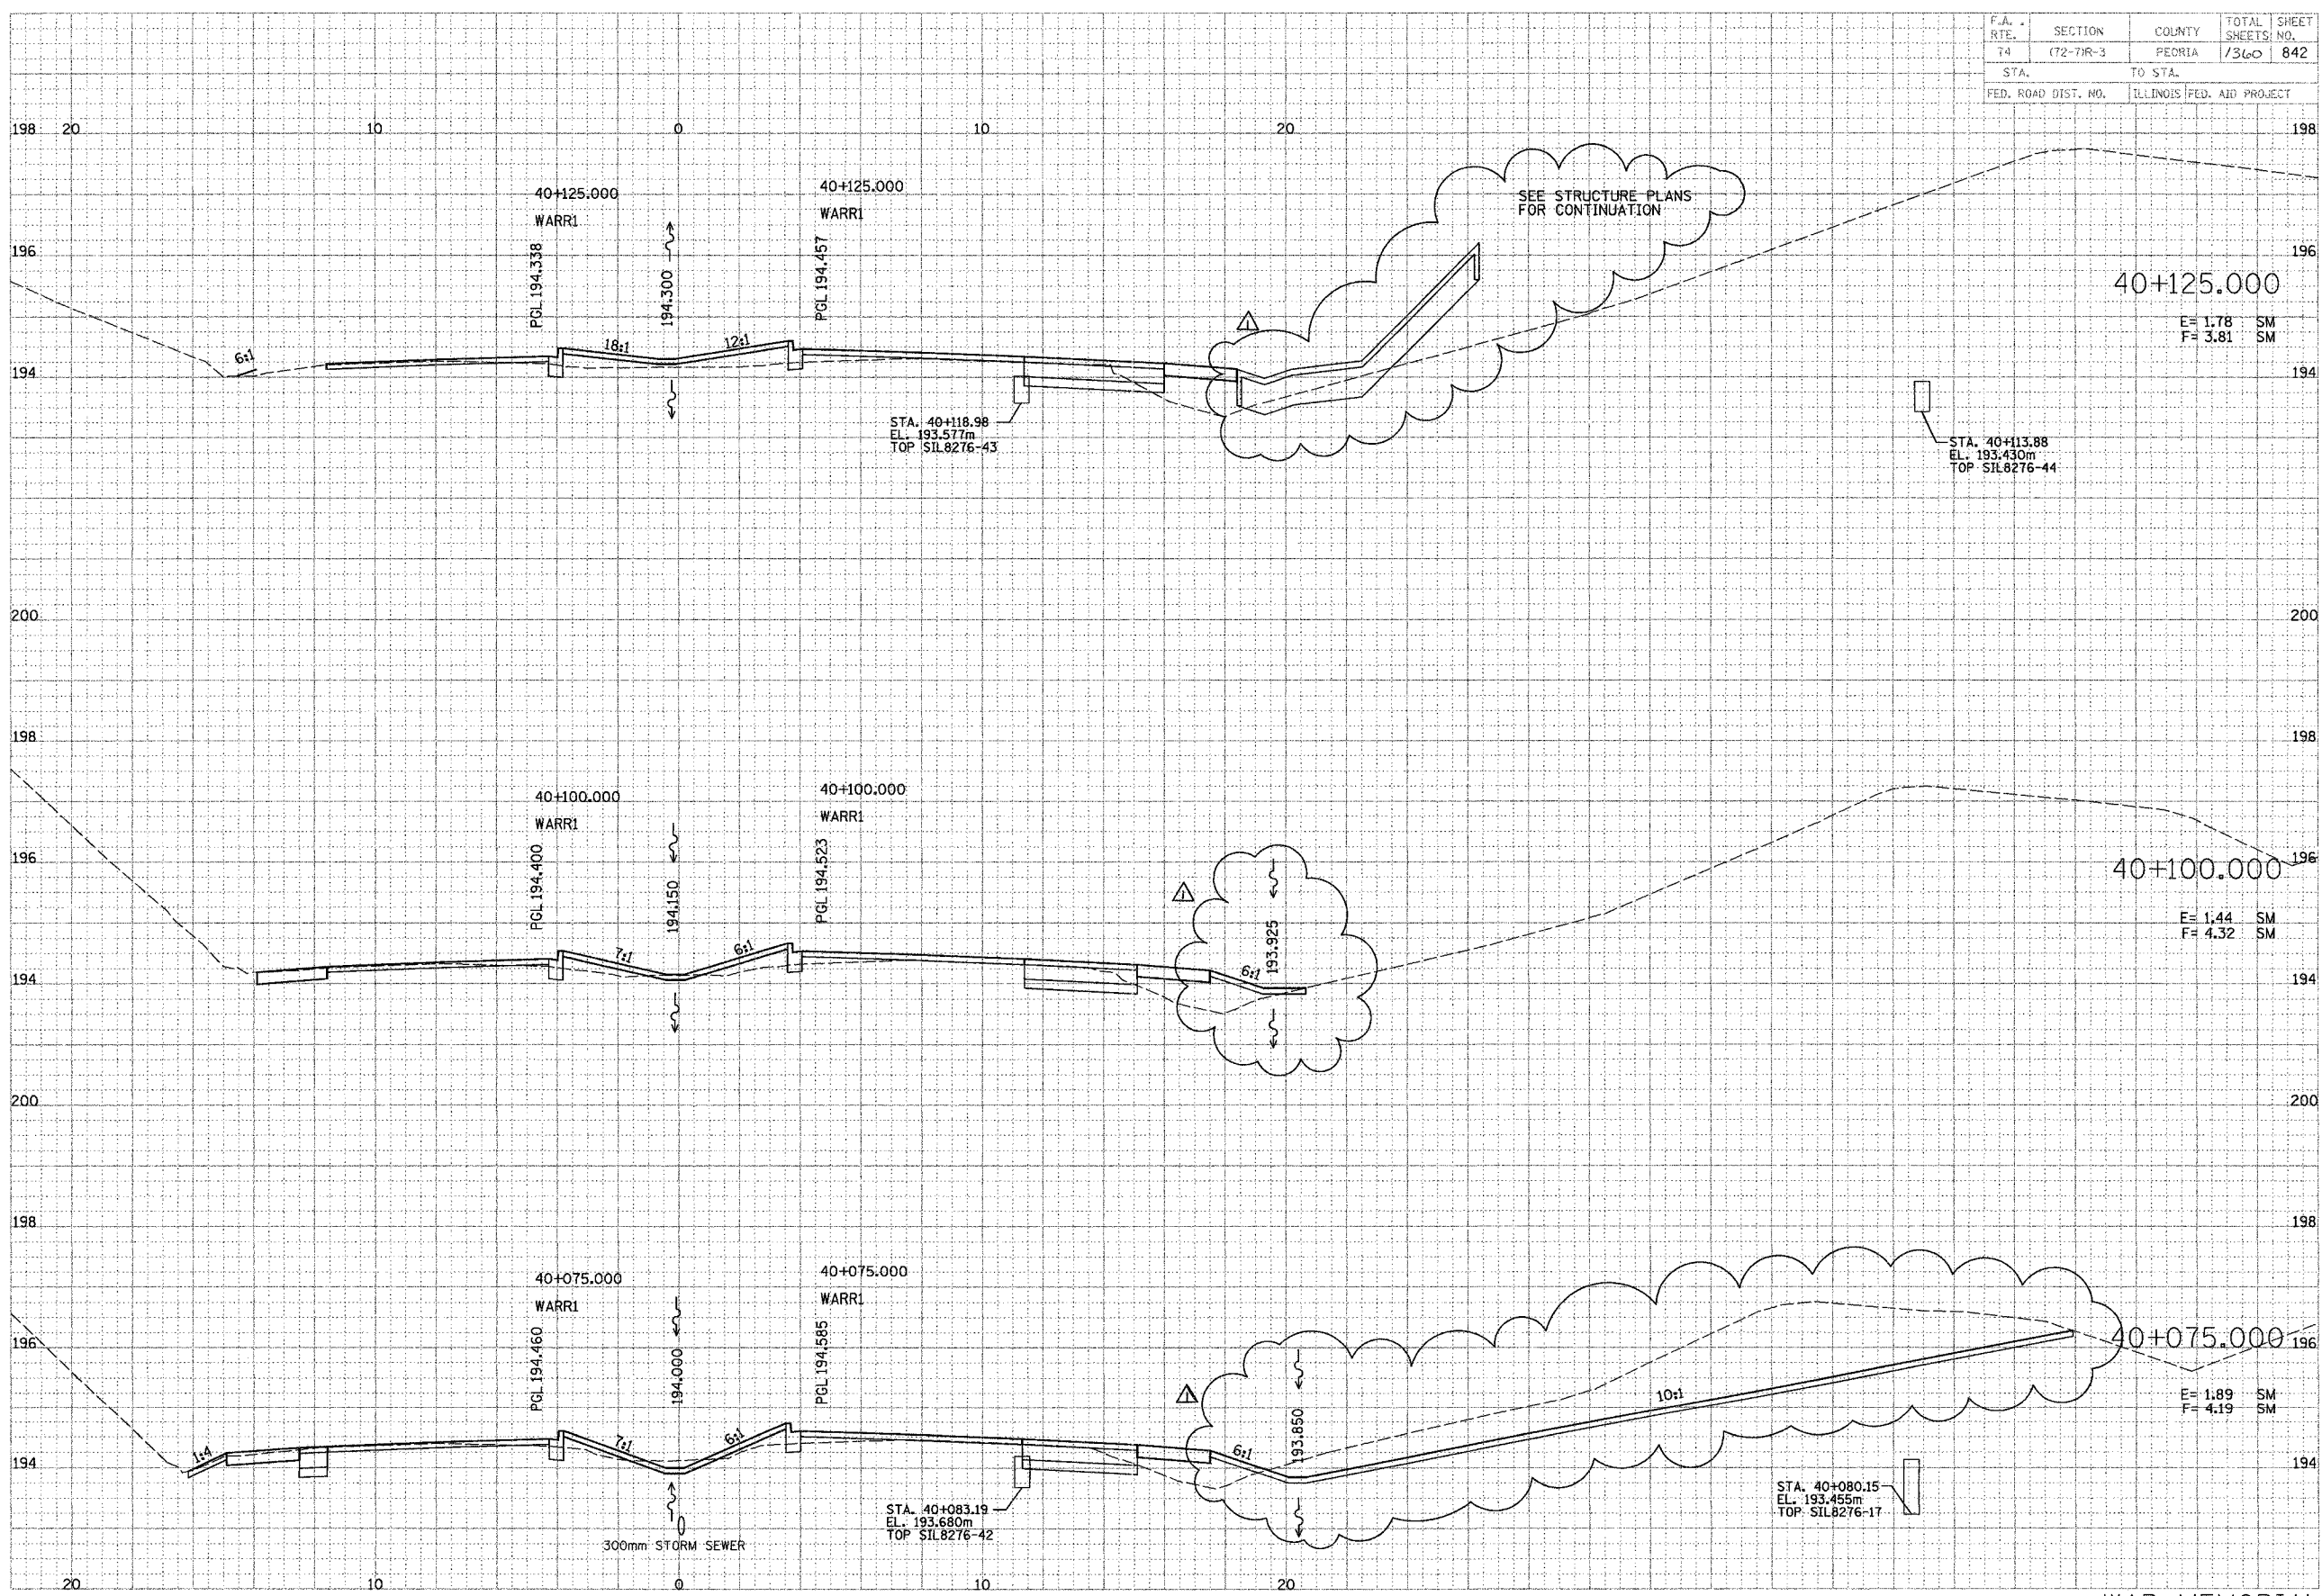 F.A. RTE. SECTION COUNTY TOTAL SHEETS SHEET NO.
74 (72-7)R-3 PEORIA 1360 842
STA. TO STA.
FED. ROAD DIST. NO. ILLINOIS FED. AID PROJECT
198 20 10 0 10 20 198
SEE STRUCTURE PLANS
FOR CONTINUATION
40+125.000
WARR1
PGL 194.338
194.300
40+125.000
WARR1
PGL 194.457
196 196
40+125.000
E= 1.78 SM
F= 3.81 SM
6:1
18:1
12:1
194 194
STA. 40+118.98
EL. 193.577m
TOP SIL8276-43
STA. 40+113.88
EL. 193.430m
TOP SIL8276-44
200 200
198 198
40+100.000
WARR1
PGL 194.400
194.150
40+100.000
WARR1
PGL 194.523
196 196
40+100.000
E= 1.44 SM
F= 4.32 SM
193.925
7:1
6:1
6:1
194 194
200 200
198 198
40+075.000
WARR1
PGL 194.460
194.000
40+075.000
WARR1
PGL 194.585
196 196
40+075.000
E= 1.89 SM
F= 4.19 SM
193.850
10:1
1:4
7:1
6:1
6:1
194 194
STA. 40+083.19
EL. 193.680m
TOP SIL8276-42
STA. 40+080.15
EL. 193.455m
TOP SIL8276-17
300mm STORM SEWER
20 10 0 10 20